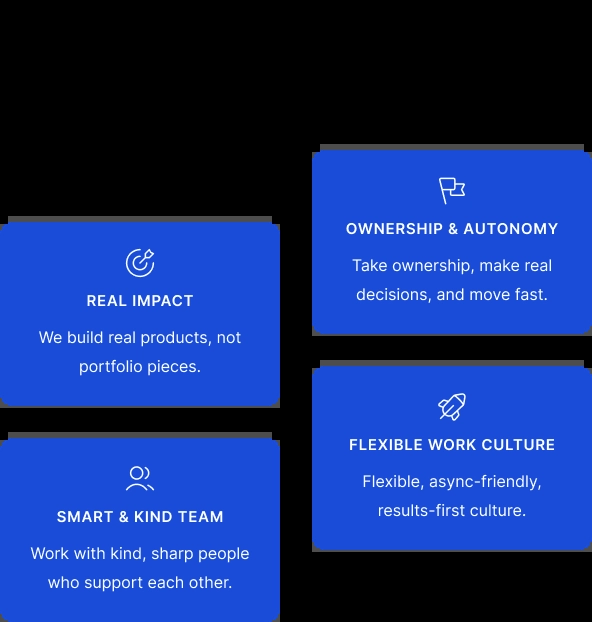 REAL IMPACT
We build real products, not
portfolio pieces.
SMART & KIND TEAM
Work with kind, sharp people
who support each other.
OWNERSHIP & AUTONOMY
Take ownership, make real
decisions, and move fast.
FLEXIBLE WORK CULTURE
Flexible, async-friendly,
results-first culture.